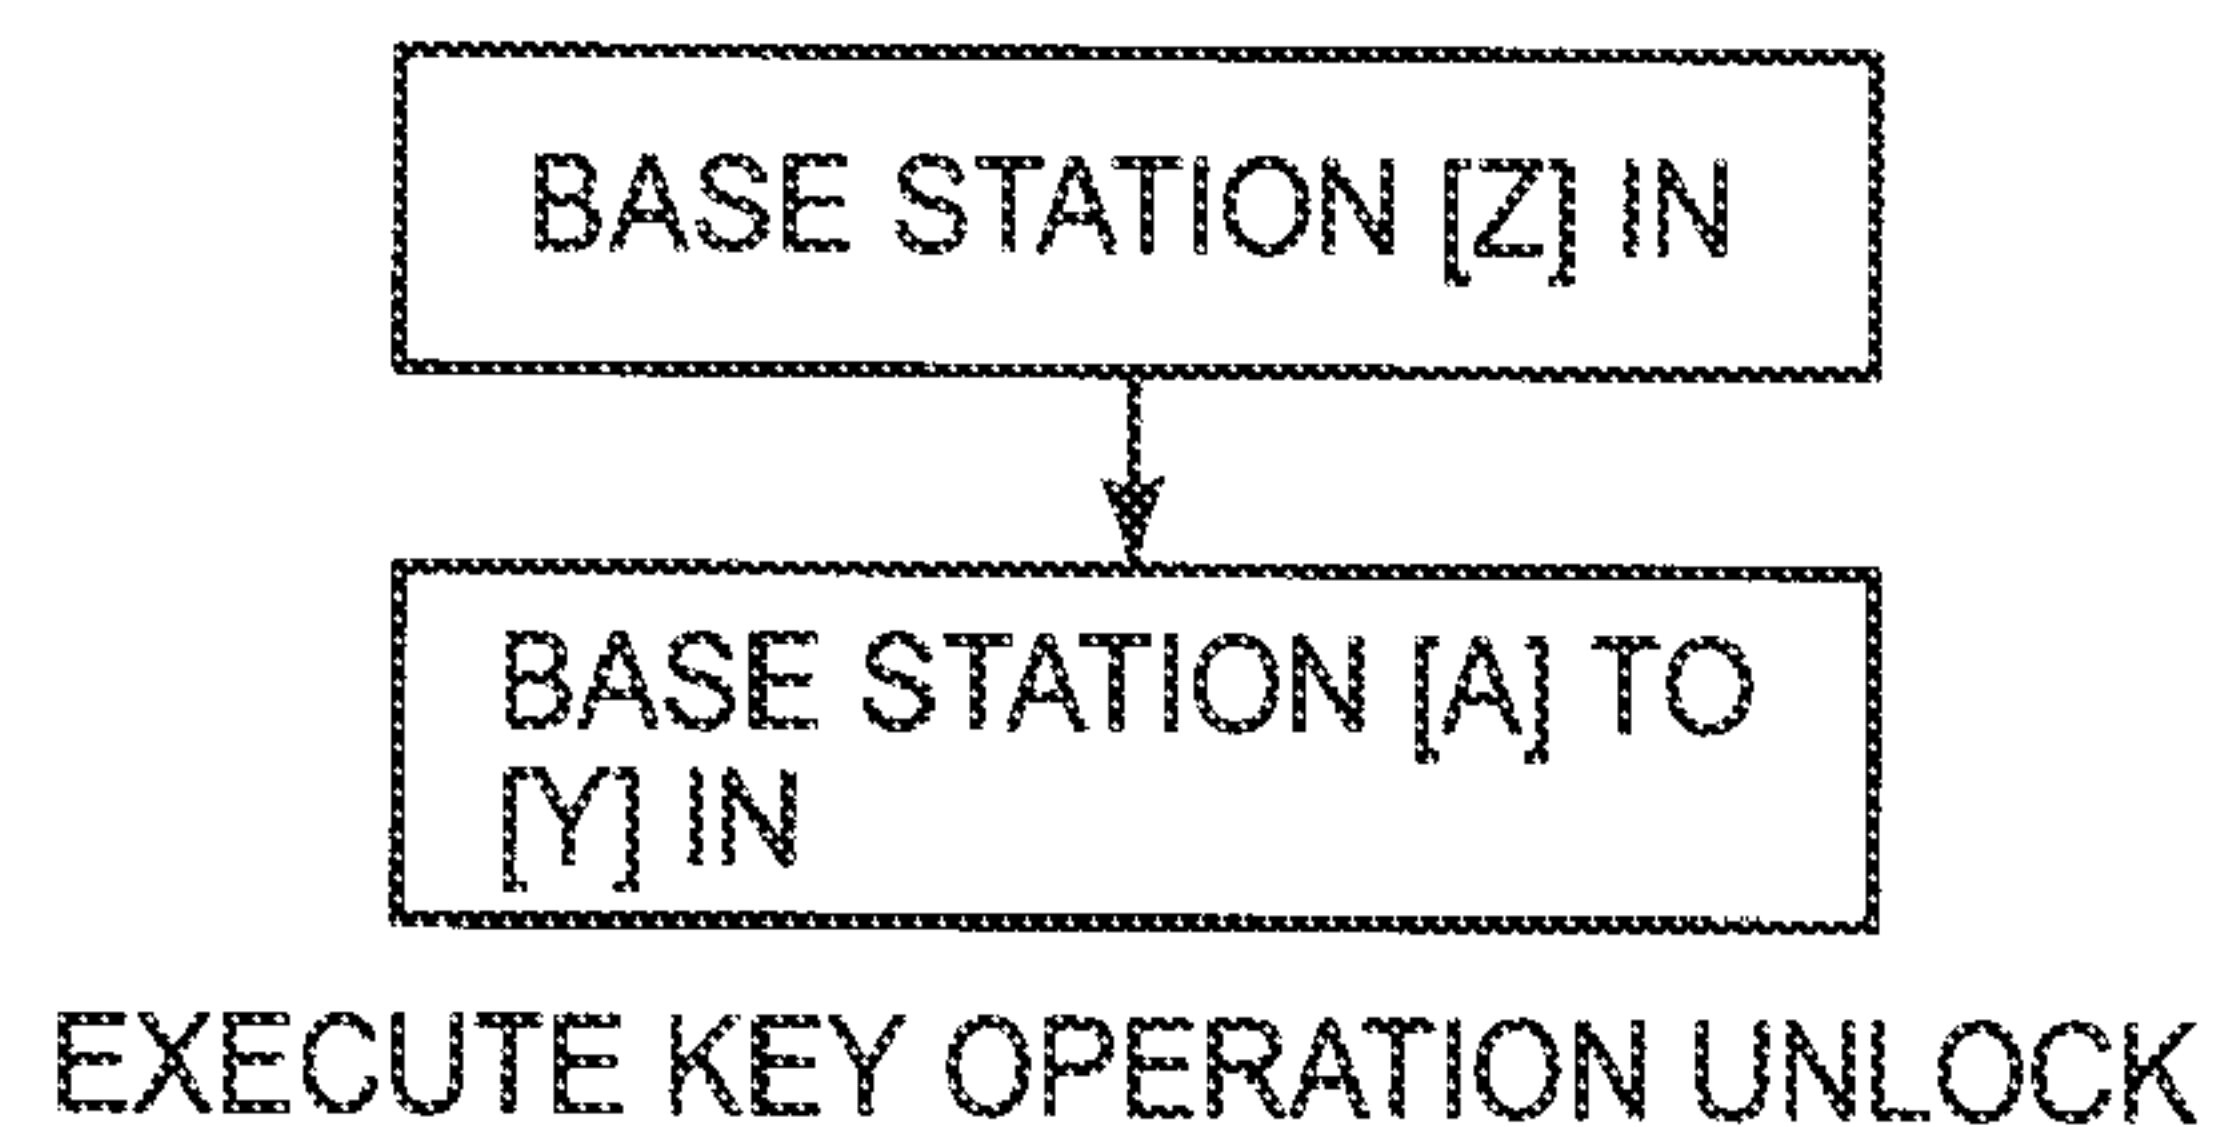 BASE STATION [Z] IN
BASE STATION [A] TO
[Y] IN
EXECUTE KEY OPERATION UNLOCK